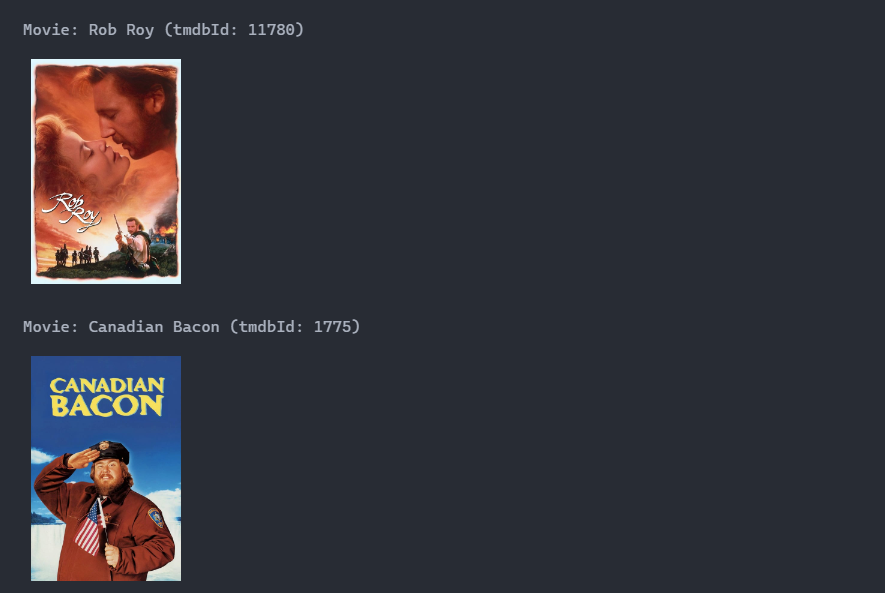 Movie: Rob Roy (tmdbId: 11780)
Rob
Roy
Movie: Canadian Bacon (tmdbId: 1775)
CANADIAN
BACON